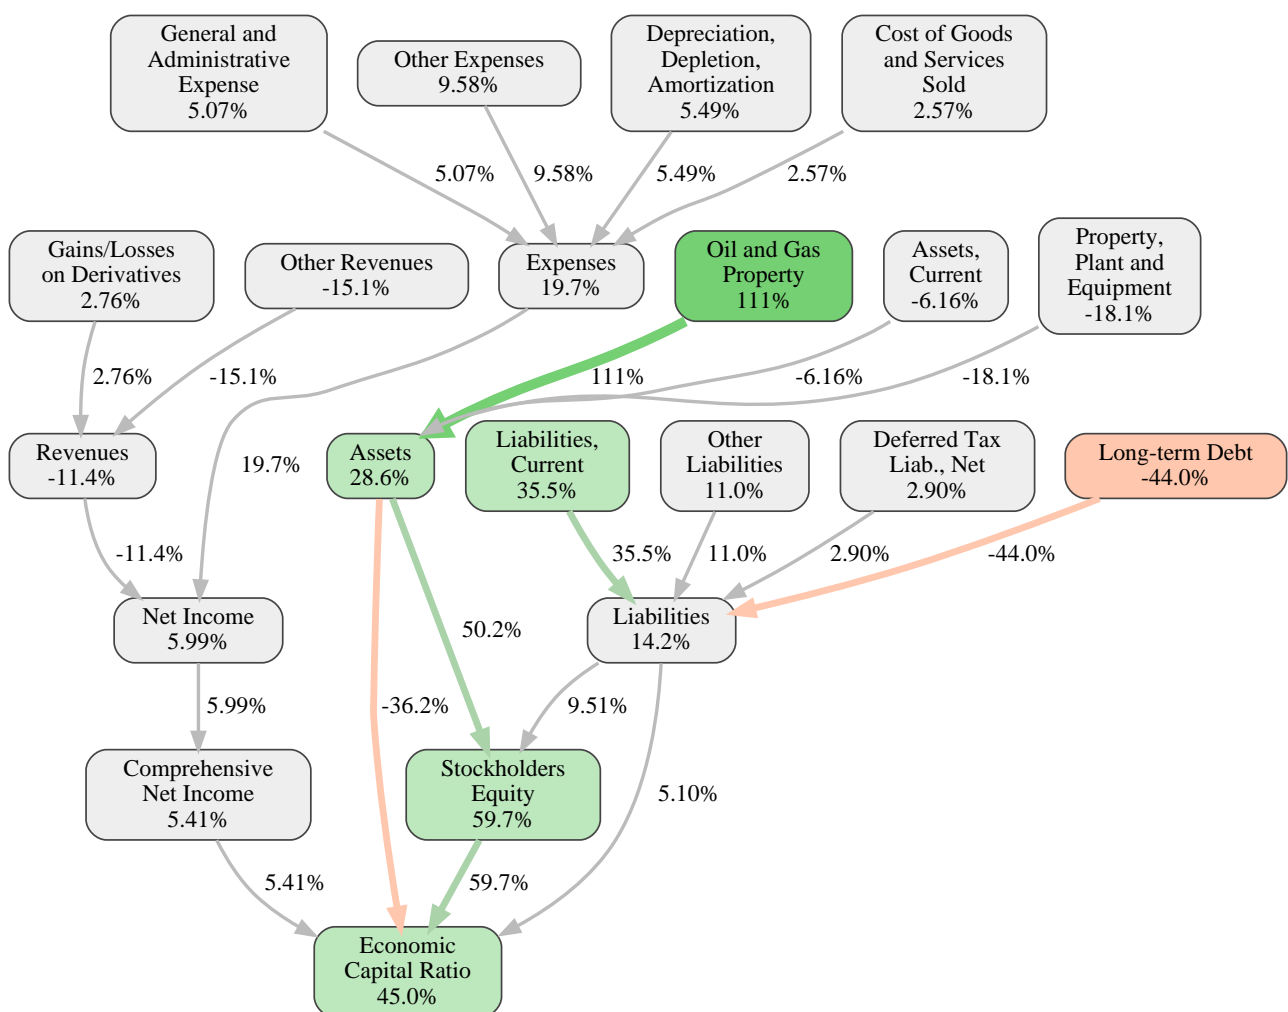 General and
Administrative
Expense
5.07%
Other Expenses
9.58%
Depreciation,
Depletion,
Amortization
5.49%
Cost of Goods
and Services
Sold
2.57%
5.07%
9.58%
5.49%
2.57%
Gains/Losses
on Derivatives
2.76%
Other Revenues
-15.1%
Expenses
19.7%
Oil and Gas
Property
111%
Assets,
Current
-6.16%
Property,
Plant and
Equipment
-18.1%
2.76%
-15.1%
111%
-6.16%
-18.1%
Revenues
-11.4%
19.7%
Assets
28.6%
Liabilities,
Current
35.5%
Other
Liabilities
11.0%
Deferred Tax
Liab., Net
2.90%
Long-term Debt
-44.0%
-11.4%
35.5%
11.0%
2.90%
-44.0%
Net Income
5.99%
50.2%
Liabilities
14.2%
5.99%
-36.2%
9.51%
Comprehensive
Net Income
5.41%
Stockholders
Equity
59.7%
5.10%
5.41%
59.7%
Economic
Capital Ratio
45.0%